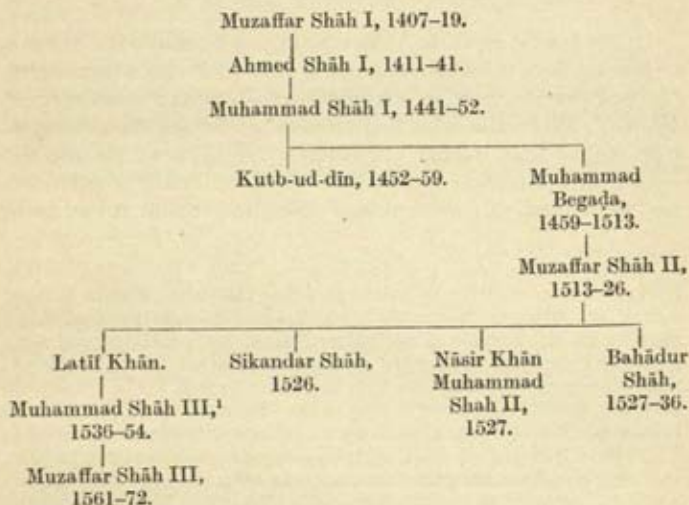 Muzaffar Shāh I, 1407–19.
Ahmed Shāh I, 1411–41.
Muhammad Shāh I, 1441–52.
Kutb-ud-dīn, 1452–59.
Muhammad
Begaḍa,
1459–1513.
Muzaffar Shāh II,
1513–26.
Latīf Khān.
Muhammad Shāh III,¹
1536–54.
Muzaffar Shāh III,
1561–72.
Sikandar Shāh,
1526.
Nāsir Khān
Muhammad
Shah II,
1527.
Bahādur
Shāh,
1527–36.